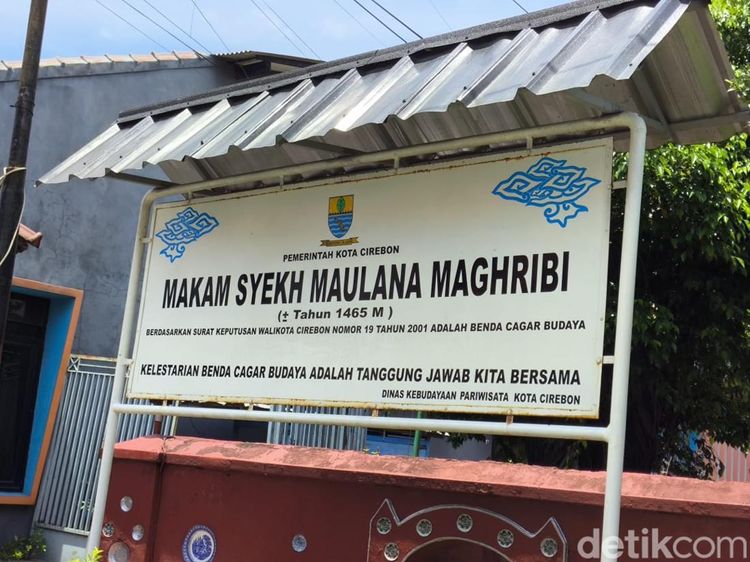 PEMERINTAH KOTA CIREBON
MAKAM SYEKH MAULANA MAGHRIBI
(± Tahun 1465 M )
BERDASARKAN SURAT KEPUTUSAN WALIKOTA CIREBON NOMOR 19 TAHUN 2001 ADALAH BENDA CAGAR BUDAYA
KELESTARIAN BENDA CAGAR BUDAYA ADALAH TANGGUNG JAWAB KITA BERSAMA
DINAS KEBUDAYAAN PARIWISATA KOTA CIREBON
detikcom